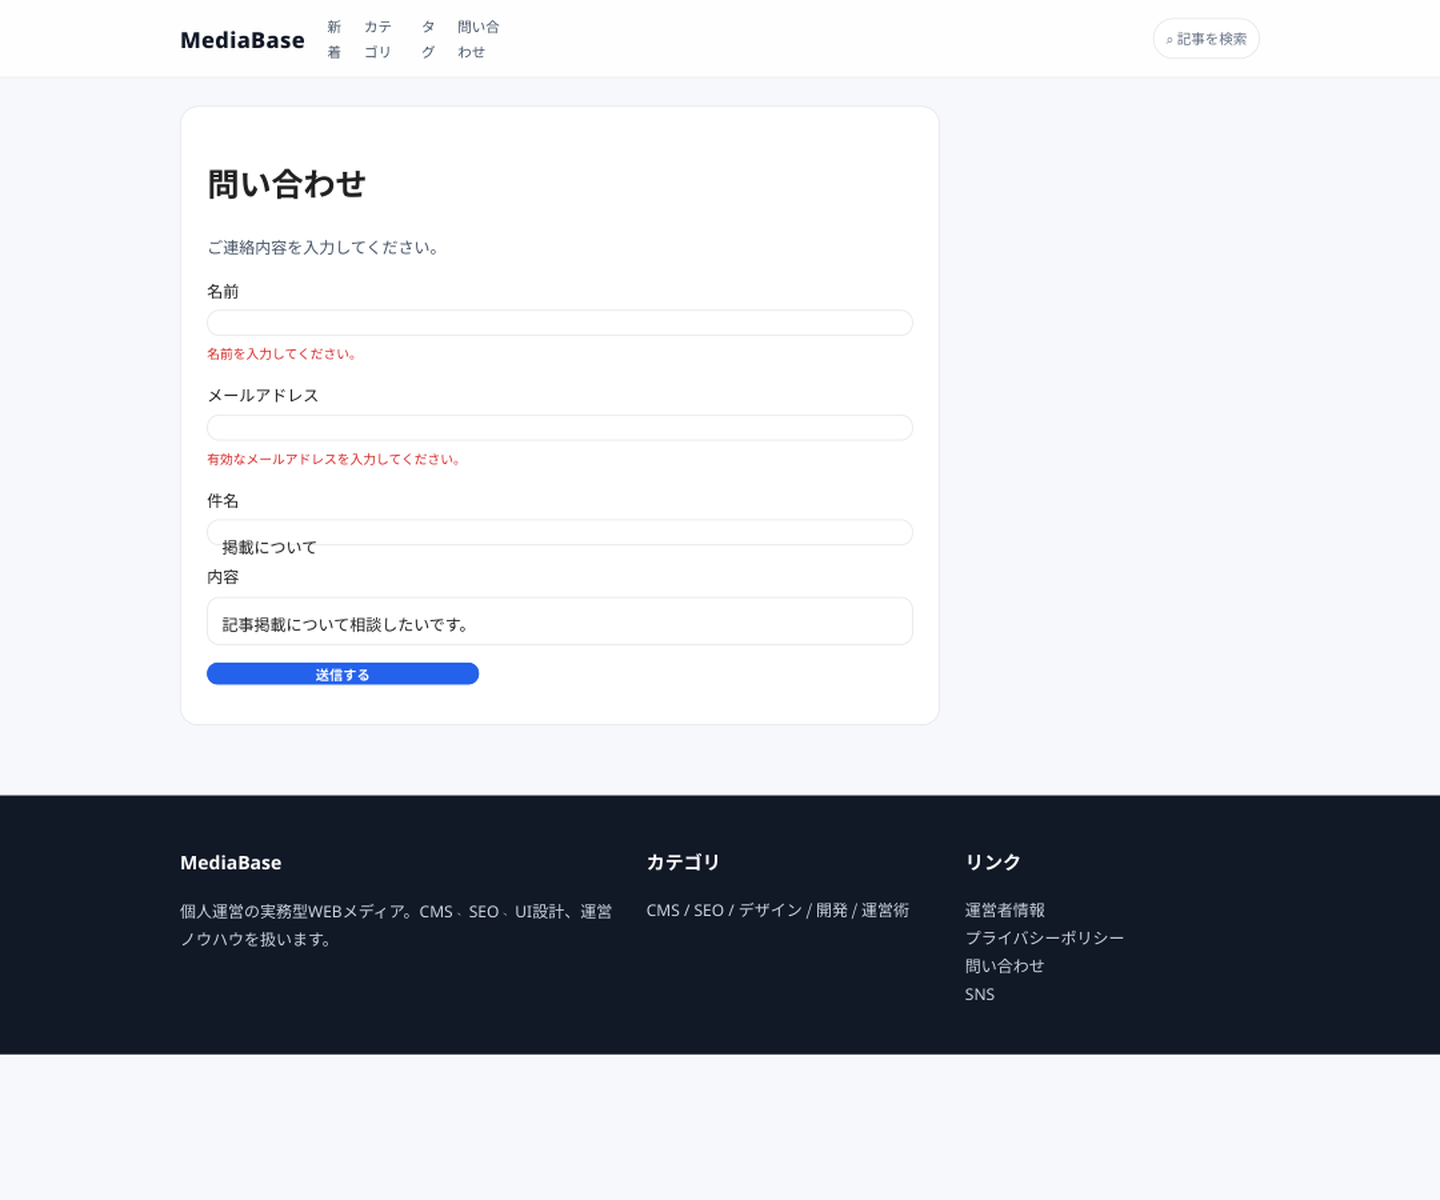 MediaBase
新着
カテゴリ
タグ
問い合わせ
⌕ 記事を検索
問い合わせ
ご連絡内容を入力してください。
名前
名前を入力してください。
メールアドレス
有効なメールアドレスを入力してください。
件名
掲載について
内容
記事掲載について相談したいです。
送信する
MediaBase
個人運営の実務型WEBメディア。CMS、SEO、UI設計、運営
ノウハウを扱います。
カテゴリ
CMS / SEO / デザイン / 開発 / 運営術
リンク
運営者情報
プライバシーポリシー
問い合わせ
SNS